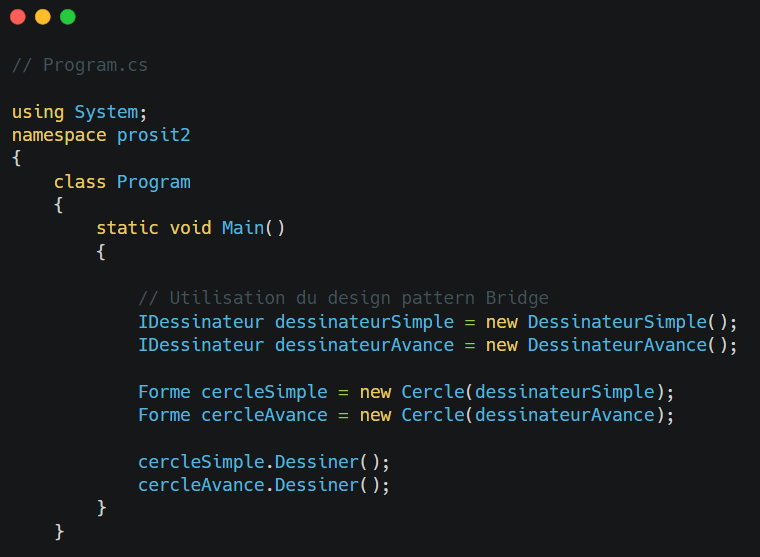 // Program.cs
using System;
namespace prosit2
{
class Program
{
static void Main()
{
// Utilisation du design pattern Bridge
IDessinateur dessinateurSimple = new DessinateurSimple();
IDessinateur dessinateurAvance = new DessinateurAvance();
Forme cercleSimple = new Cercle(dessinateurSimple);
Forme cercleAvance = new Cercle(dessinateurAvance);
cercleSimple.Dessiner();
cercleAvance.Dessiner();
}
}